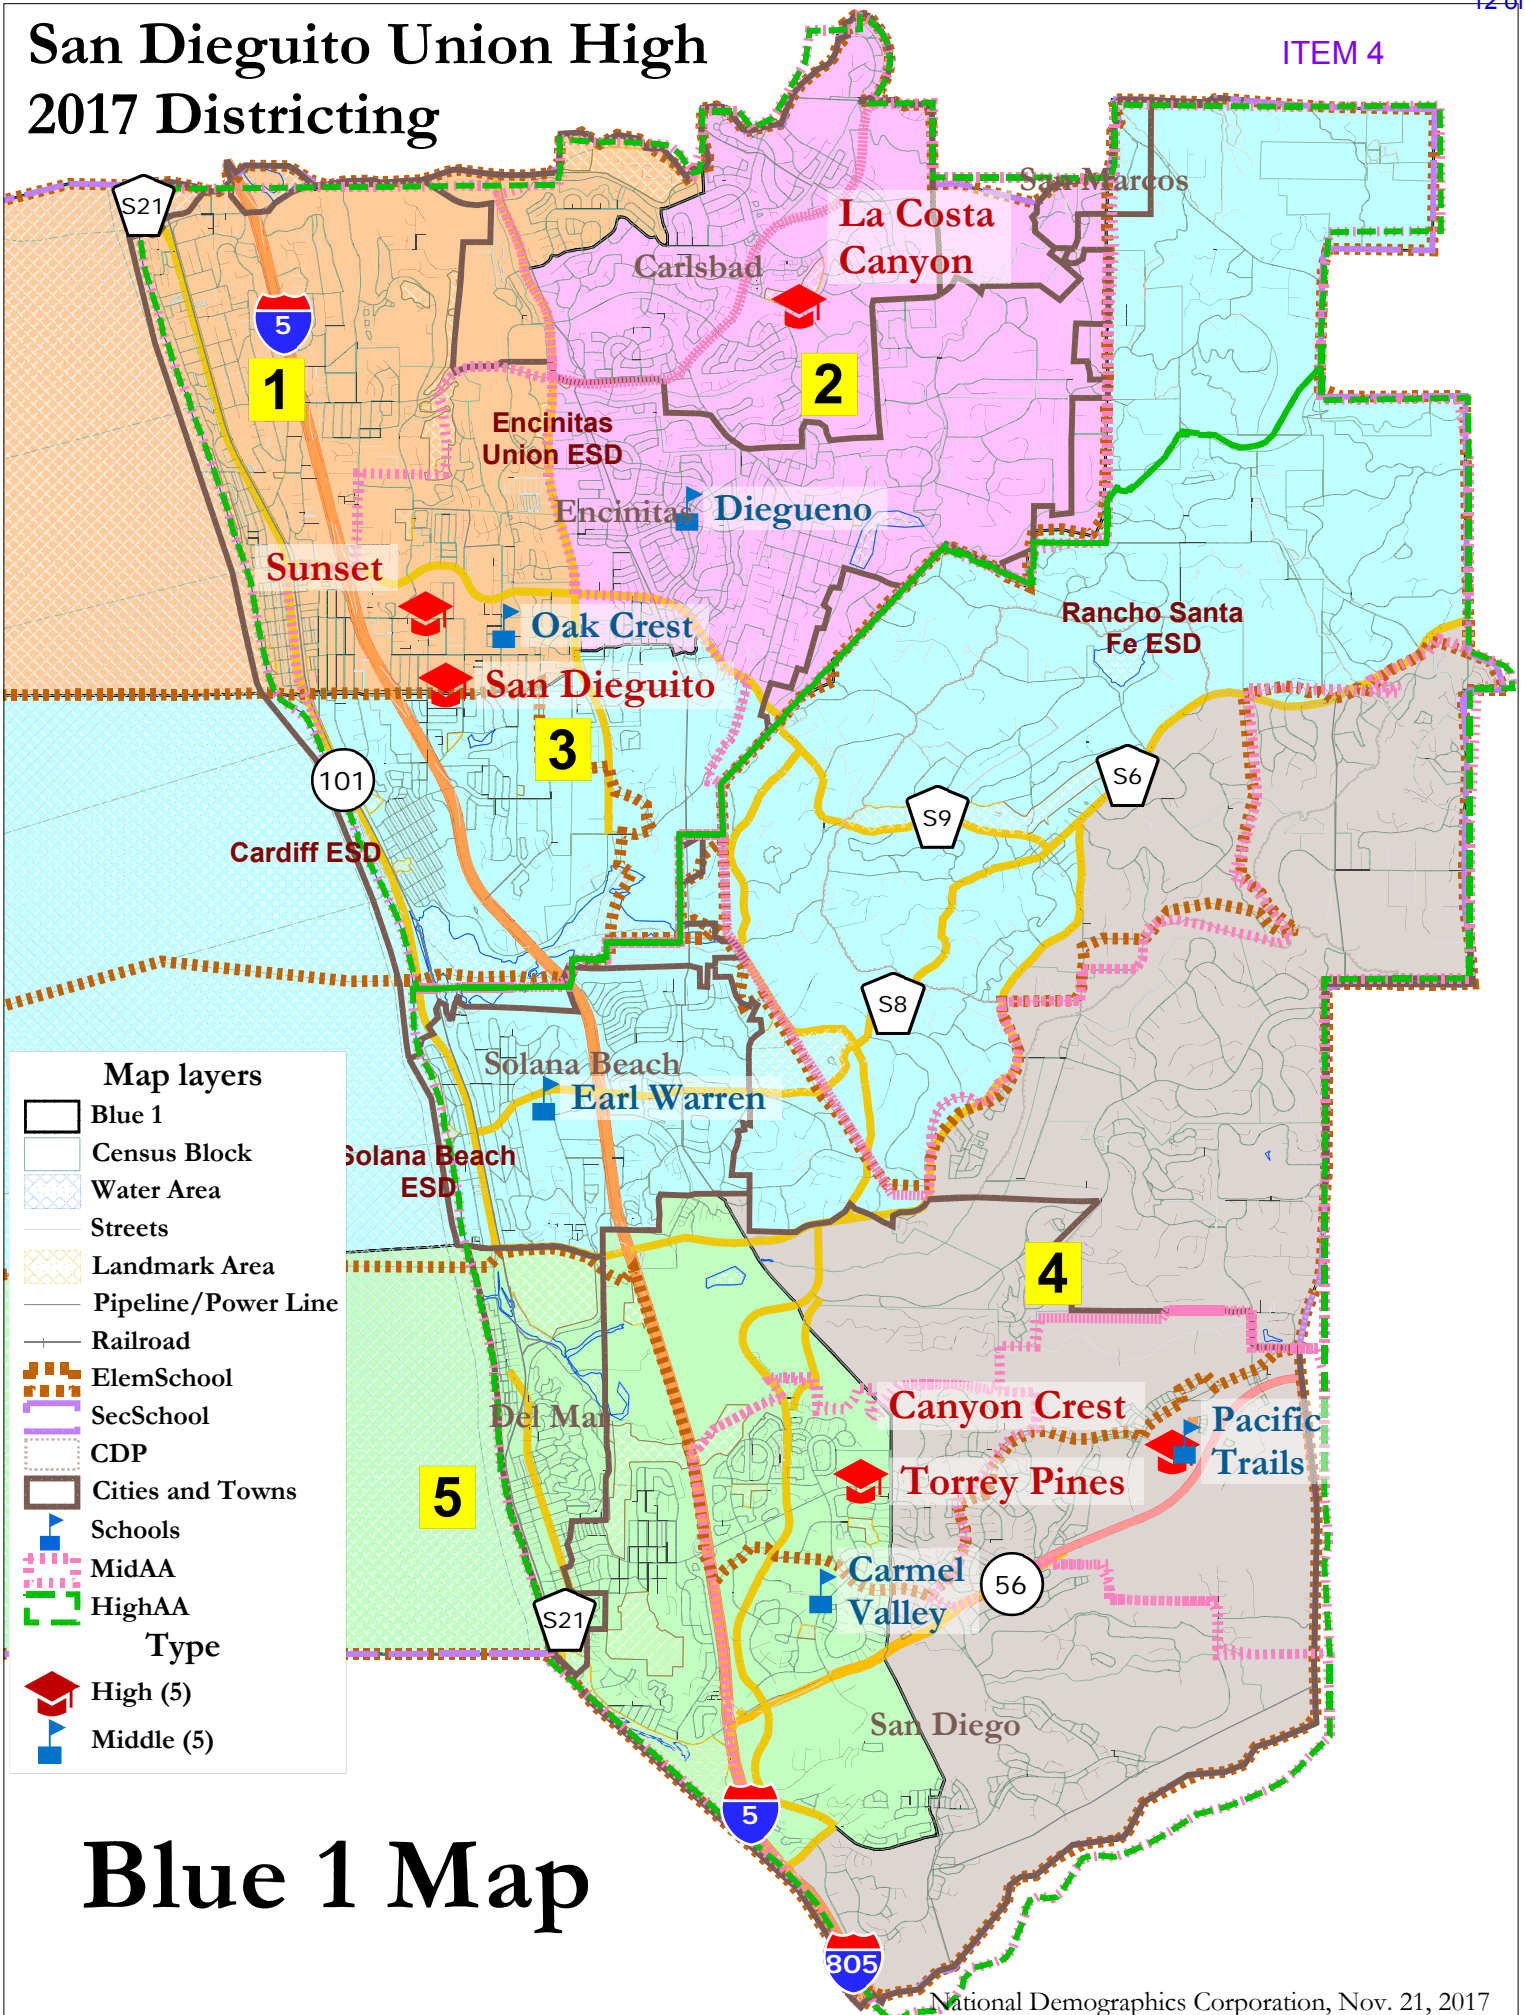 San Dieguito Union High
2017 Districting
ITEM 4
S21
5
1
Carlsbad
La Costa
Canyon
San Marcos
2
Encinitas
Union ESD
Encinitas
Diegueno
Sunset
Oak Crest
San Dieguito
Rancho Santa
Fe ESD
3
101
S6
S9
Cardiff ESD
S8
Solana Beach
Earl Warren
Solana Beach
ESD
4
Map layers
Blue 1
Census Block
Water Area
Streets
Landmark Area
Pipeline/Power Line
Railroad
ElemSchool
SecSchool
CDP
Cities and Towns
Schools
MidAA
HighAA
Type
High (5)
Middle (5)
Del Mar
Canyon Crest
Pacific
Trails
Torrey Pines
5
Carmel
Valley
56
S21
San Diego
5
Blue 1 Map
805
National Demographics Corporation, Nov. 21, 2017